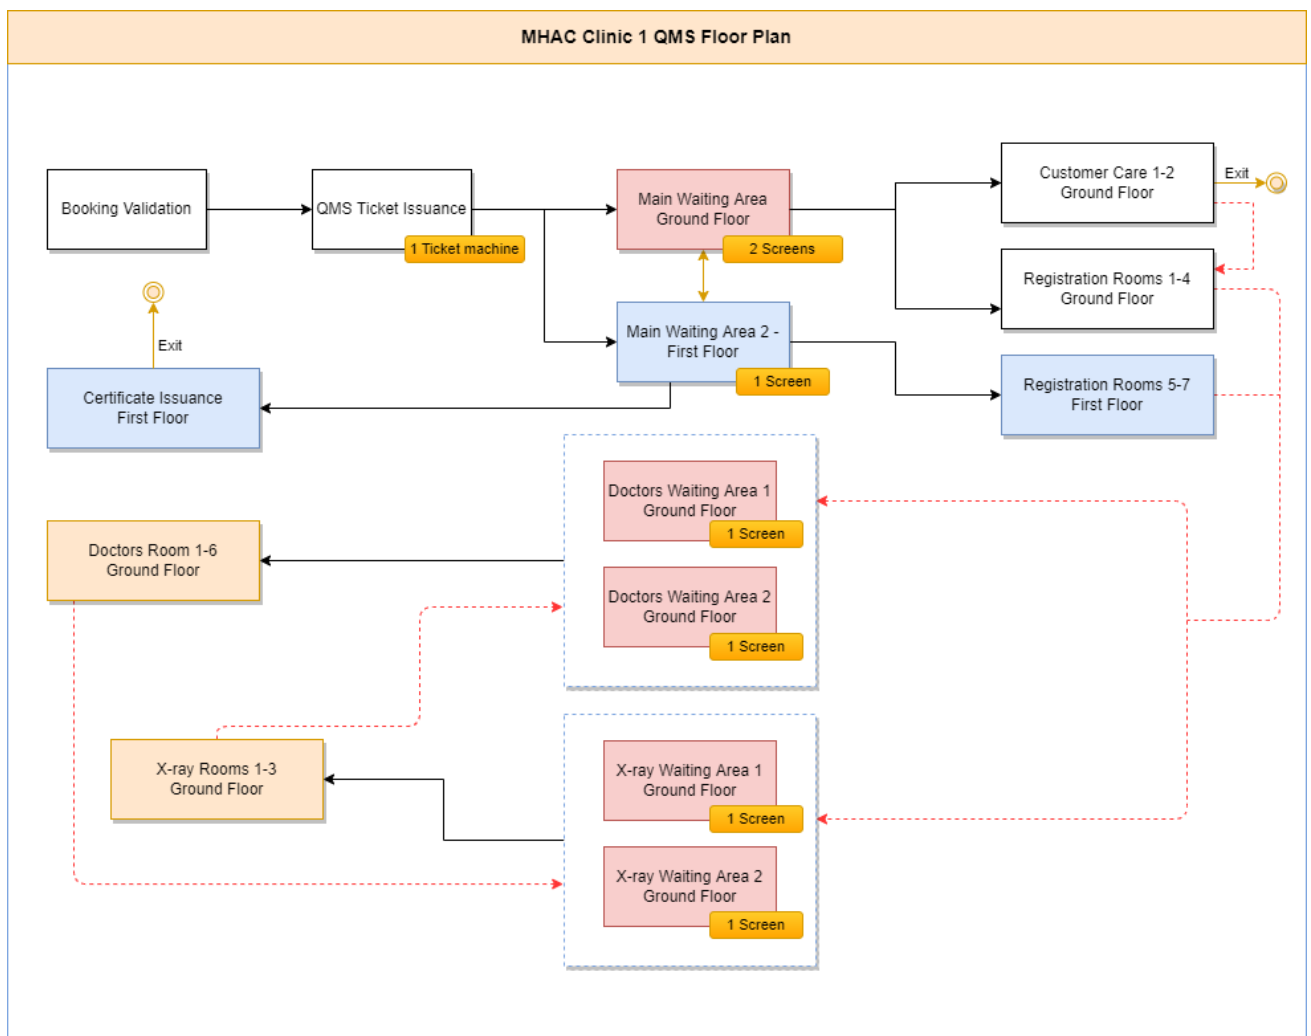 MHAC Clinic 1 QMS Floor Plan
Booking Validation
QMS Ticket Issuance
1 Ticket machine
Main Waiting Area
Ground Floor
2 Screens
Customer Care 1-2
Ground Floor
Exit
Registration Rooms 1-4
Ground Floor
Main Waiting Area 2 -
First Floor
1 Screen
Registration Rooms 5-7
First Floor
Exit
Certificate Issuance
First Floor
Doctors Waiting Area 1
Ground Floor
1 Screen
Doctors Room 1-6
Ground Floor
Doctors Waiting Area 2
Ground Floor
1 Screen
X-ray Rooms 1-3
Ground Floor
X-ray Waiting Area 1
Ground Floor
1 Screen
X-ray Waiting Area 2
Ground Floor
1 Screen